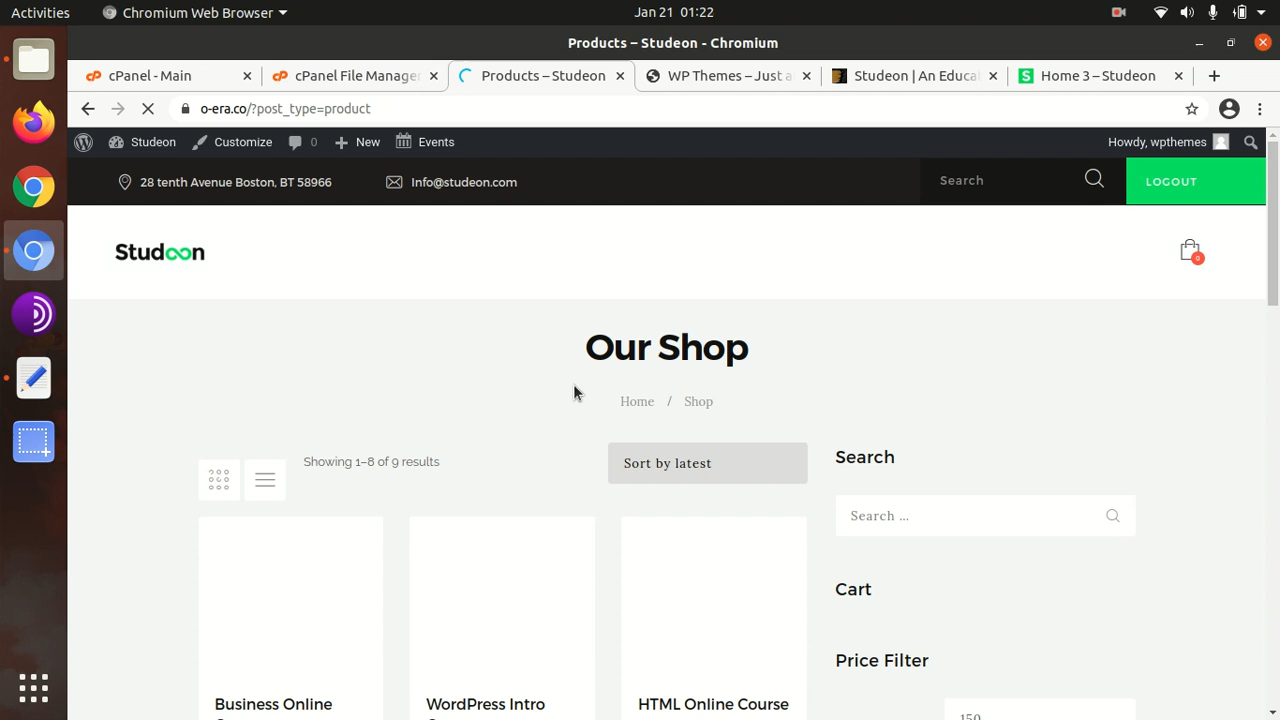 Activities
Chromium Web Browser
Jan 21 01:22
Products – Studeon - Chromium
cPanel - Main
cPanel File Manager
Products – Studeon
WP Themes – Just a
Studeon | An Educa
Home 3 – Studeon
o-era.co/?post_type=product
Studeon
Customize
0
New
Events
Howdy, wpthemes
28 tenth Avenue Boston, BT 58966
Info@studeon.com
Search
LOGOUT
Studeon
0
Our Shop
Home / Shop
Showing 1–8 of 9 results
Sort by latest
Search
Search ...
Cart
Price Filter
150
Business Online
WordPress Intro
HTML Online Course